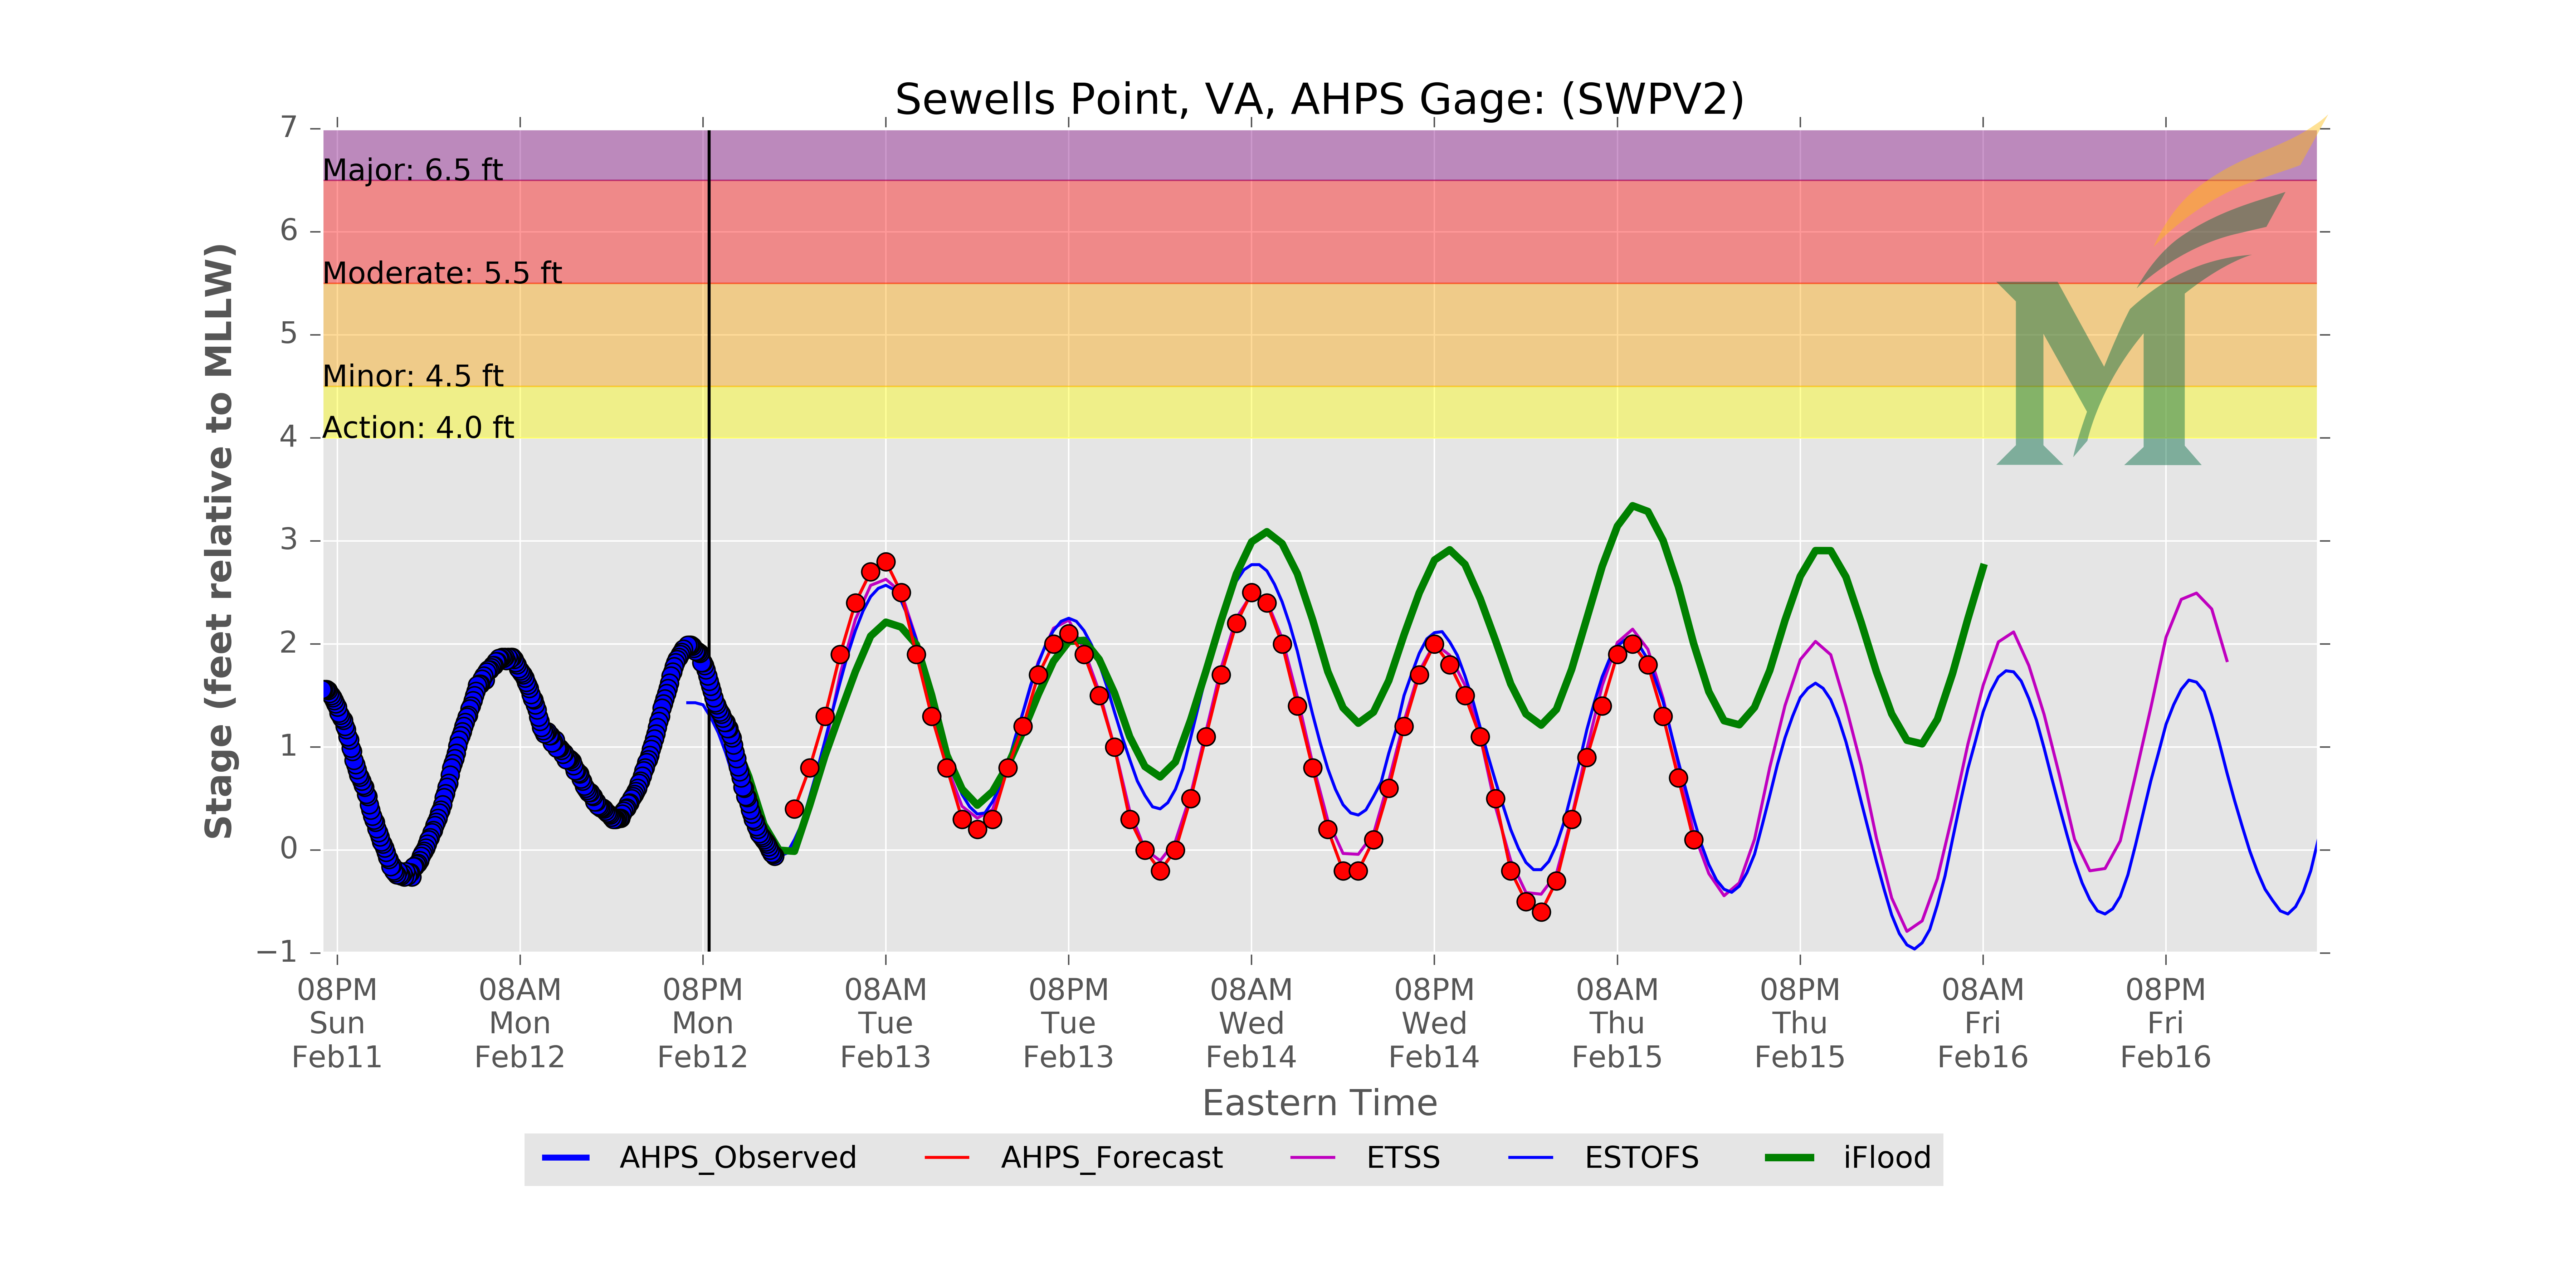 Sewells Point, VA, AHPS Gage: (SWPV2)
Stage (feet relative to MLLW)
7
6
5
4
3
2
1
0
−1
Major: 6.5 ft
Moderate: 5.5 ft
Minor: 4.5 ft
Action: 4.0 ft
08PM 08AM 08PM 08AM 08PM 08AM 08PM 08AM 08PM 08AM 08PM
Sun Mon Mon Tue Tue Wed Wed Thu Thu Fri Fri
Feb11 Feb12 Feb12 Feb13 Feb13 Feb14 Feb14 Feb15 Feb15 Feb16 Feb16
Eastern Time
AHPS_Observed AHPS_Forecast ETSS ESTOFS iFlood